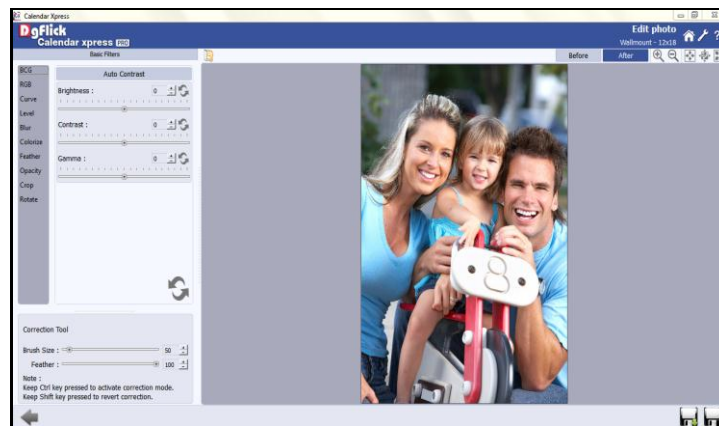 Calendar Xpress
DgFlick
Calendar xpress PRO
Edit photo
Wallmount - 12x18
Basic Filters
Before
After
BCG
RGB
Curve
Level
Blur
Colorize
Feather
Opacity
Crop
Rotate
Auto Contrast
Brightness : 0
Contrast : 0
Gamma : 0
8
Correction Tool
Brush Size : 50
Feather : 100
Note :
Keep Ctrl key pressed to activate correction mode.
Keep Shift key pressed to revert correction.